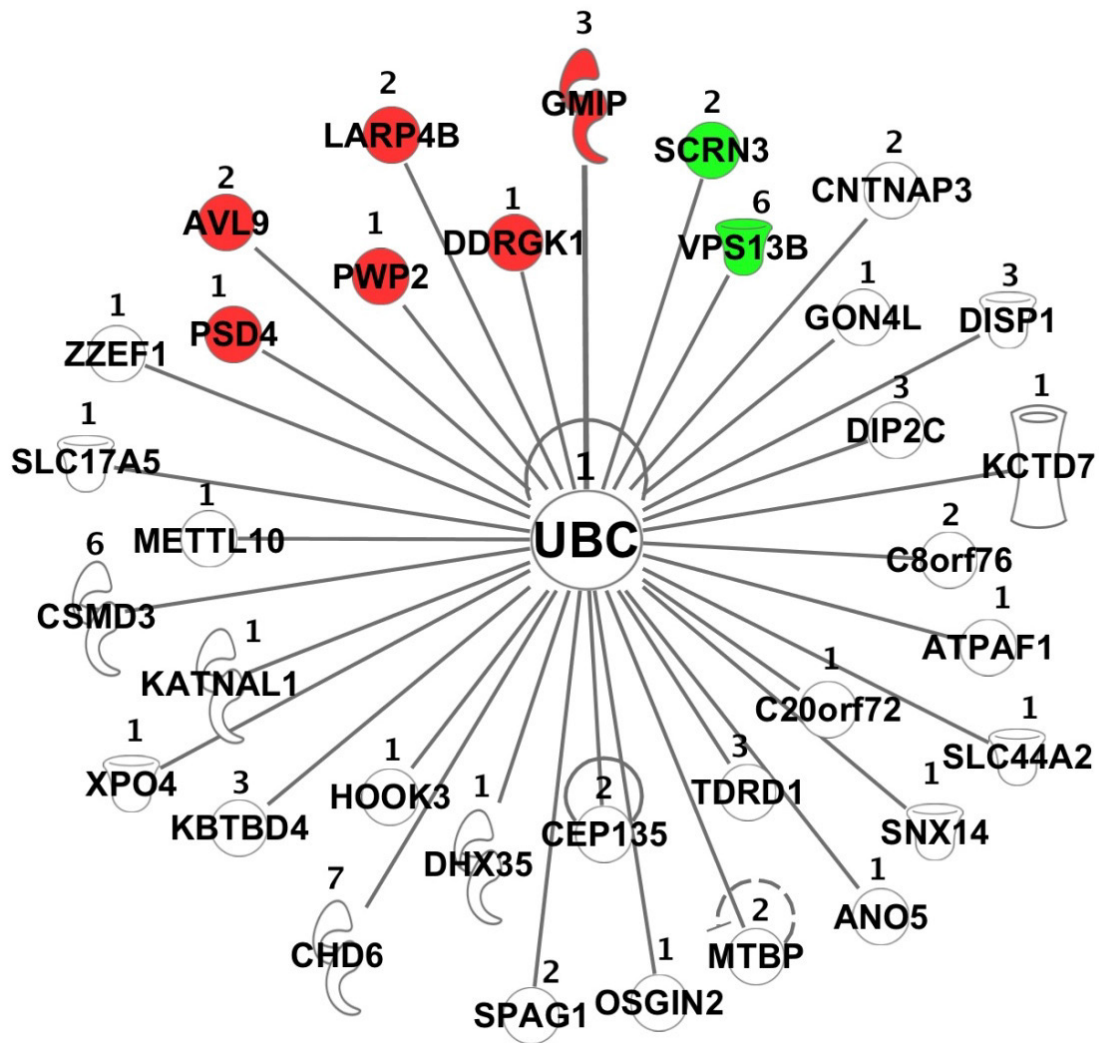 3
GMIP
2
LARP4B
2
SCRN3
2
CNTNAP3
2
AVL9
1
PWP2
1
DDRGK1
6
VPS13B
1
GON4L
3
DISP1
1
PSD4
1
ZZEF1
3
DIP2C
1
KCTD7
1
SLC17A5
1
UBC
1
METTL10
2
C8orf76
6
CSMD3
1
ATPAF1
1
KATNAL1
1
C20orf72
1
SLC44A2
1
XPO4
3
KBTBD4
1
HOOK3
1
DHX35
2
CEP135
3
TDRD1
1
SNX14
7
CHD6
1
ANO5
2
MTBP
2
SPAG1
1
OSGIN2